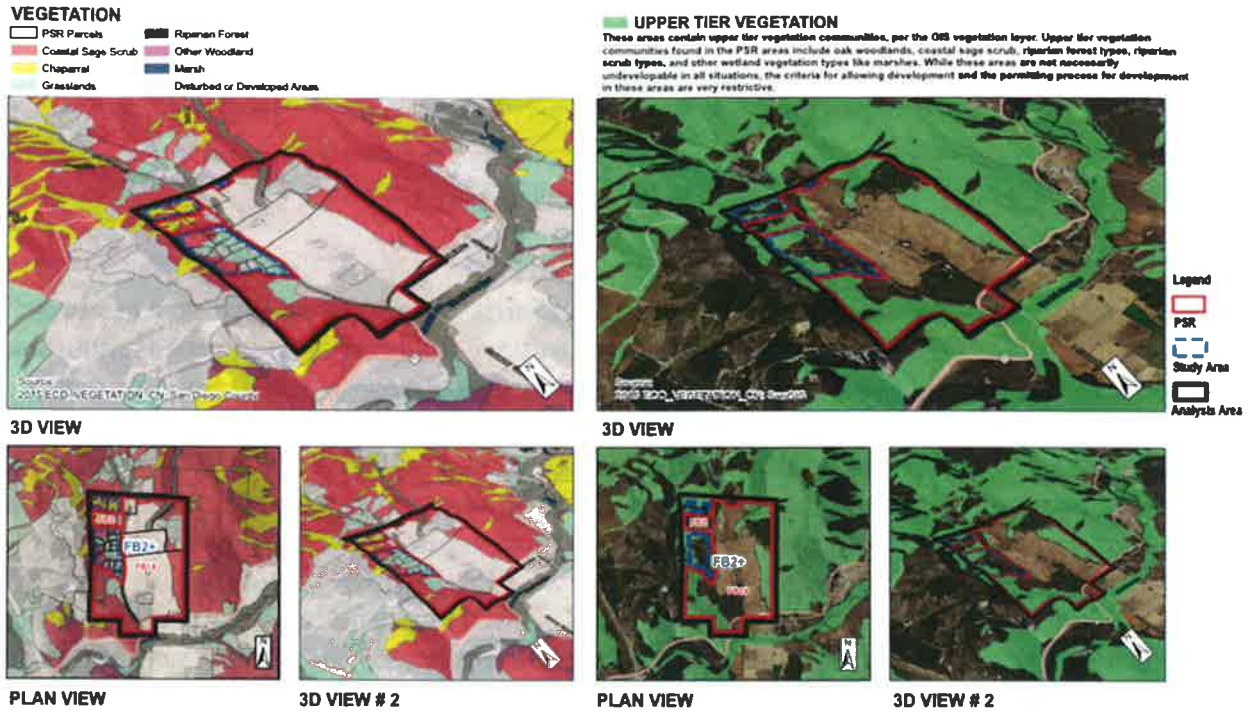 VEGETATION
PSR Parcels
Coastal Sage Scrub
Chaparral
Grasslands
Riparian Forest
Other Woodland
Marsh
Disturbed or Developed Areas
N
Source
3D VIEW
FB2+
N
PLAN VIEW
N
3D VIEW # 2
UPPER TIER VEGETATION
These areas contain upper tier vegetation communities, per the GIS vegetation layer. Upper tier vegetation
communities found in the PSR areas include oak woodlands, coastal sage scrub, riparian forest types, riparian
scrub types, and other wetland vegetation types like marshes. While these areas are not necessarily
undevelopable in all situations, the criteria for allowing development and the permitting process for development
in these areas are very restrictive.
N
3D VIEW
Legend
PSR
Study Area
Analysis Area
FB2+
N
PLAN VIEW
N
3D VIEW # 2